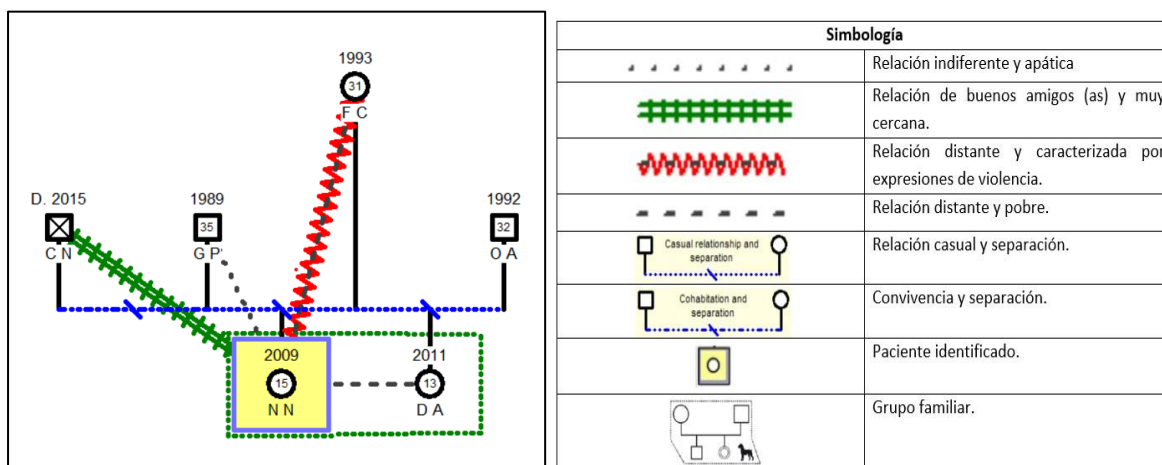 1993
31
F C
D. 2015
1989
1992
35
32
C N
G P'
O A
2009
2011
15
13
N N
D A
Simbología
Relación indiferente y apática
Relación de buenos amigos (as) y muy
cercana.
Relación distante y caracterizada por
expresiones de violencia.
Relación distante y pobre.
Casual relationship and
separation
Relación casual y separación.
Cohabitation and
separation
Convivencia y separación.
Paciente identificado.
Grupo familiar.